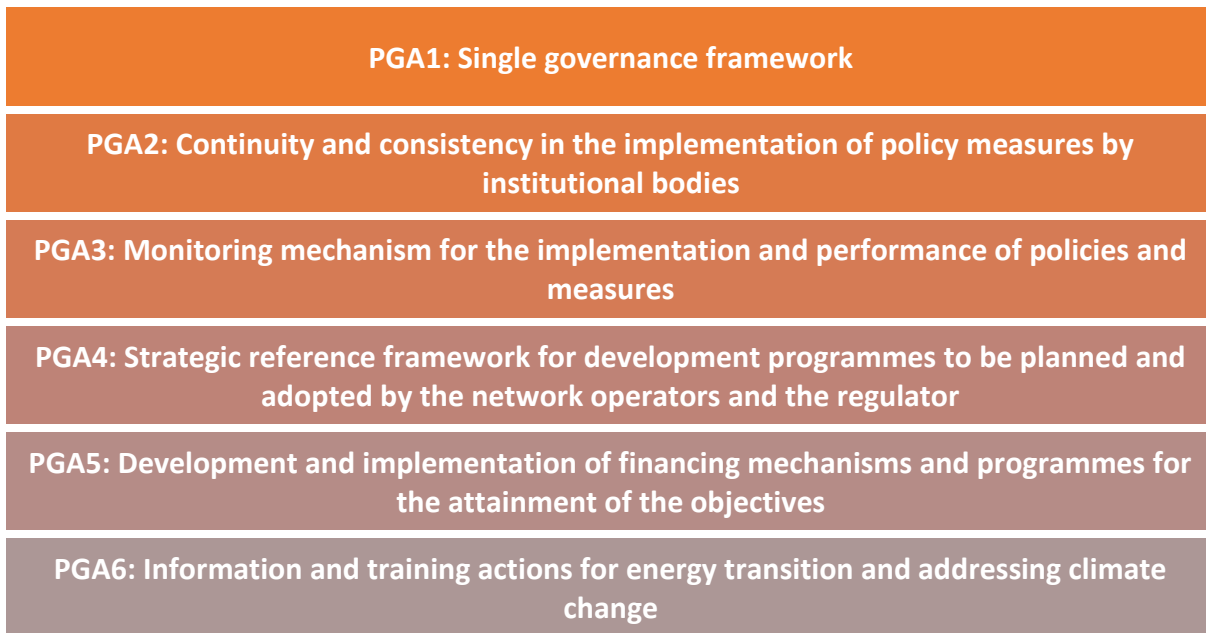 PGA1: Single governance framework
PGA2: Continuity and consistency in the implementation of policy measures by
institutional bodies
PGA3: Monitoring mechanism for the implementation and performance of policies and
measures
PGA4: Strategic reference framework for development programmes to be planned and
adopted by the network operators and the regulator
PGA5: Development and implementation of financing mechanisms and programmes for
the attainment of the objectives
PGA6: Information and training actions for energy transition and addressing climate
change